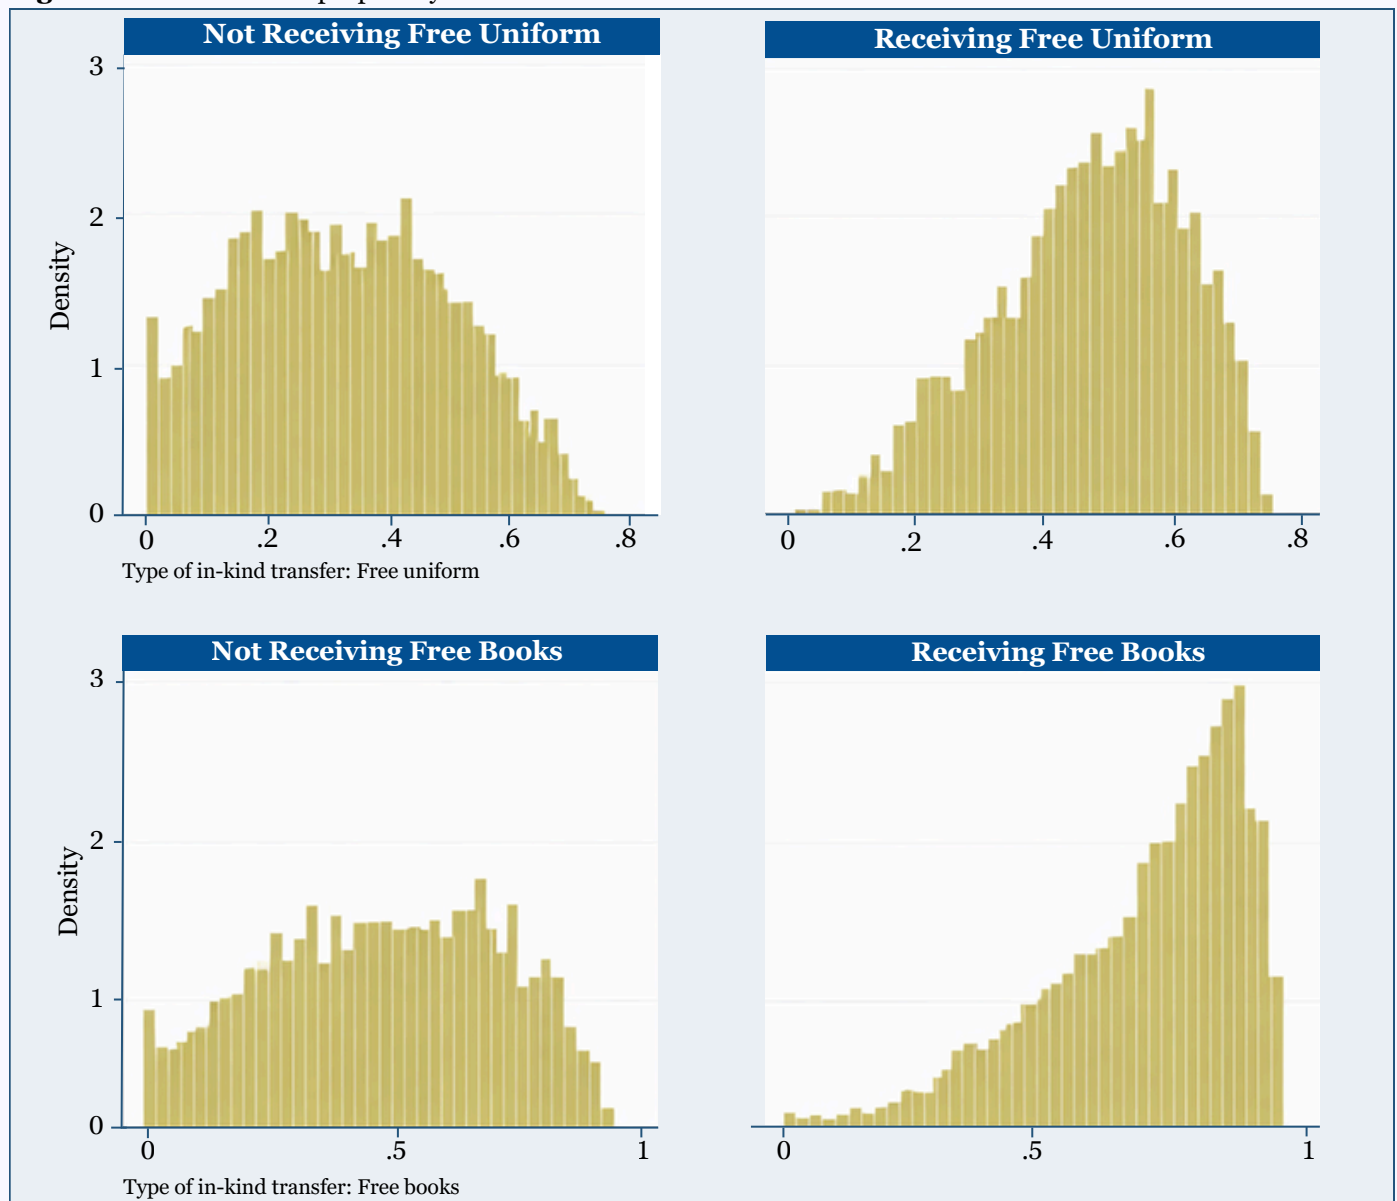 Not Receiving Free Uniform
Receiving Free Uniform
3
2
1
0
Density
0 .2 .4 .6 .8
0 .2 .4 .6 .8
Type of in-kind transfer: Free uniform
Not Receiving Free Books
Receiving Free Books
3
2
1
0
Density
0 .5 1
0 .5 1
Type of in-kind transfer: Free books